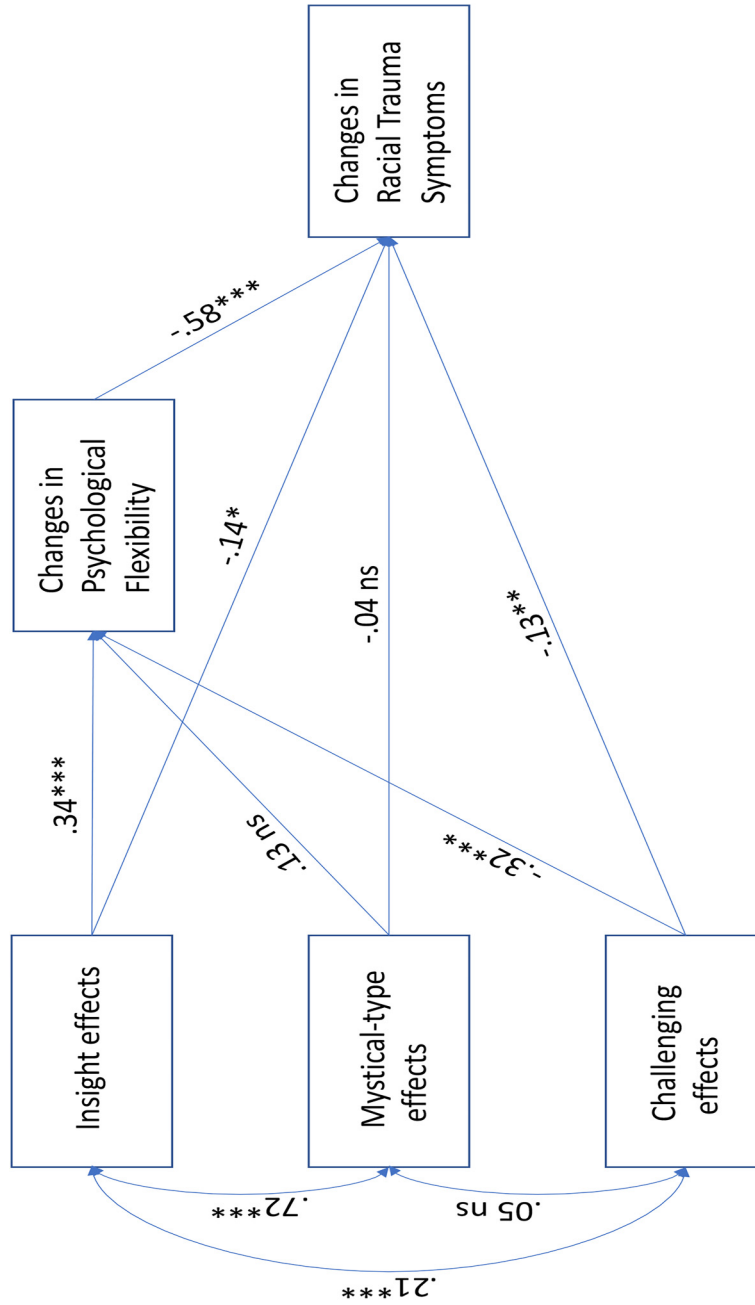 Insight effects
Mystical-type
effects
Challenging
effects
Changes in
Psychological
Flexibility
Changes in
Racial Trauma
Symptoms
.34***
.13 ns
-.32***
-.58***
-.14*
-.04 ns
-.13**
.72***
.05 ns
.21***